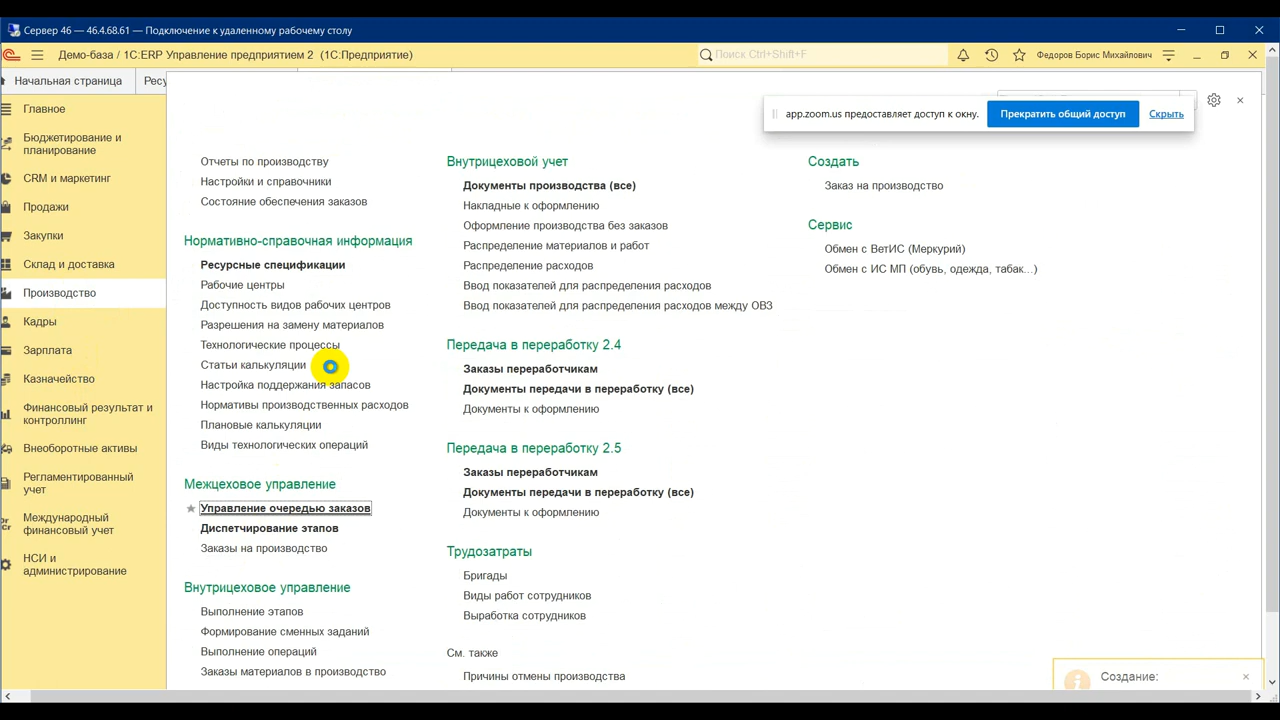 Сервер 46 — 46.4.68.61 — Подключение к удаленному рабочему столу
Демо-база / 1С:ERP Управление предприятием 2 (1С:Предприятие)
Поиск Ctrl+Shift+F
Федоров Борис Михайлович
Начальная страница
Ресу
app.zoom.us предоставляет доступ к окну.
Прекратить общий доступ
Скрыть
Главное
Бюджетирование и
планирование
CRM и маркетинг
Продажи
Закупки
Склад и доставка
Производство
Кадры
Зарплата
Казначейство
Финансовый результат и
контроллинг
Внеоборотные активы
Регламентированный
учет
Международный
финансовый учет
НСИ и
администрирование
Отчеты по производству
Настройки и справочники
Состояние обеспечения заказов
Нормативно-справочная информация
Ресурсные спецификации
Рабочие центры
Доступность видов рабочих центров
Разрешения на замену материалов
Технологические процессы
Статьи калькуляции
Настройка поддержания запасов
Нормативы производственных расходов
Плановые калькуляции
Виды технологических операций
Межцеховое управление
Управление очередью заказов
Диспетчирование этапов
Заказы на производство
Внутрицеховое управление
Выполнение этапов
Формирование сменных заданий
Выполнение операций
Заказы материалов в производство
Внутрицеховой учет
Документы производства (все)
Накладные к оформлению
Оформление производства без заказов
Распределение материалов и работ
Распределение расходов
Ввод показателей для распределения расходов
Ввод показателей для распределения расходов между ОВЗ
Передача в переработку 2.4
Заказы переработчикам
Документы передачи в переработку (все)
Документы к оформлению
Передача в переработку 2.5
Заказы переработчикам
Документы передачи в переработку (все)
Документы к оформлению
Трудозатраты
Бригады
Виды работ сотрудников
Выработка сотрудников
См. также
Причины отмены производства
Создать
Заказ на производство
Сервис
Обмен с ВетИС (Меркурий)
Обмен с ИС МП (обувь, одежда, табак...)
Создание: